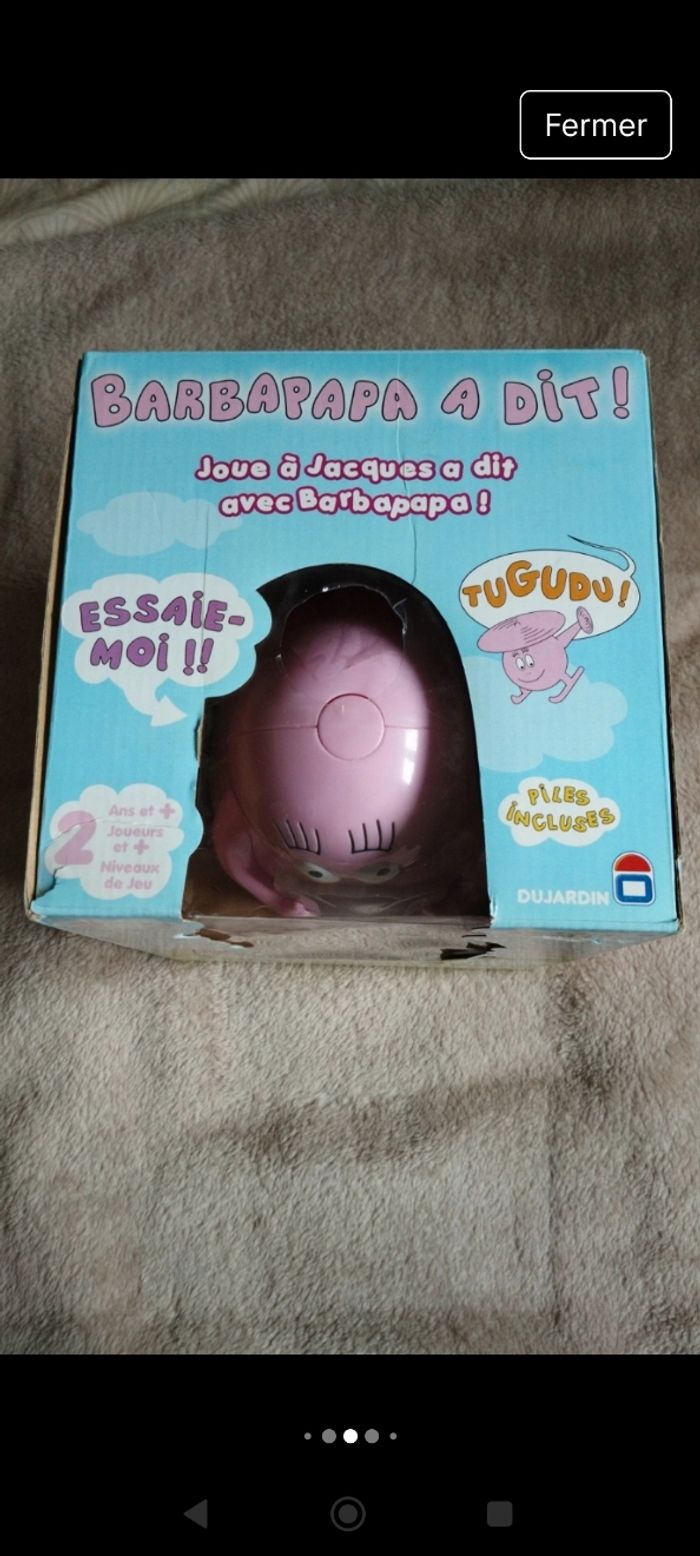 Fermer
BARBAPAPA A DiT!
Joue à Jacques a dit
avec Barbapapa!
ESSAiE-
MOi!!
TUGUDU!
2
Ans et +
Joueurs
et +
Niveaux
de Jeu
PiLES
iNCLUSES
DUJARDIN